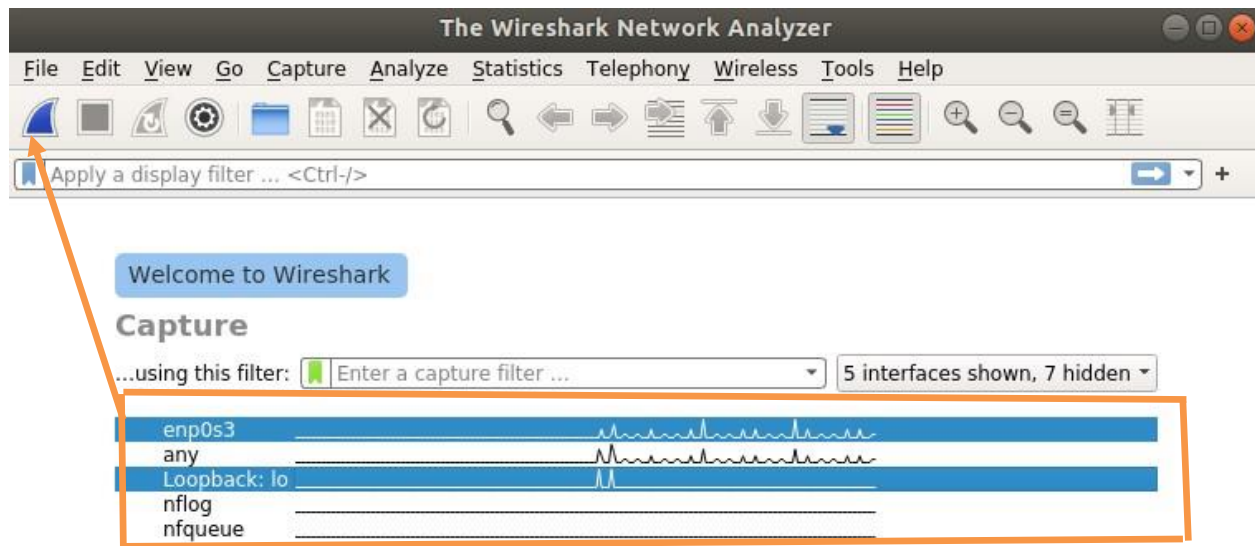 The Wireshark Network Analyzer
File Edit View Go Capture Analyze Statistics Telephony Wireless Tools Help
Apply a display filter ... <Ctrl-/>
+
Welcome to Wireshark
Capture
...using this filter: Enter a capture filter ... 5 interfaces shown, 7 hidden
enp0s3
any
Loopback: lo
nflog
nfqueue